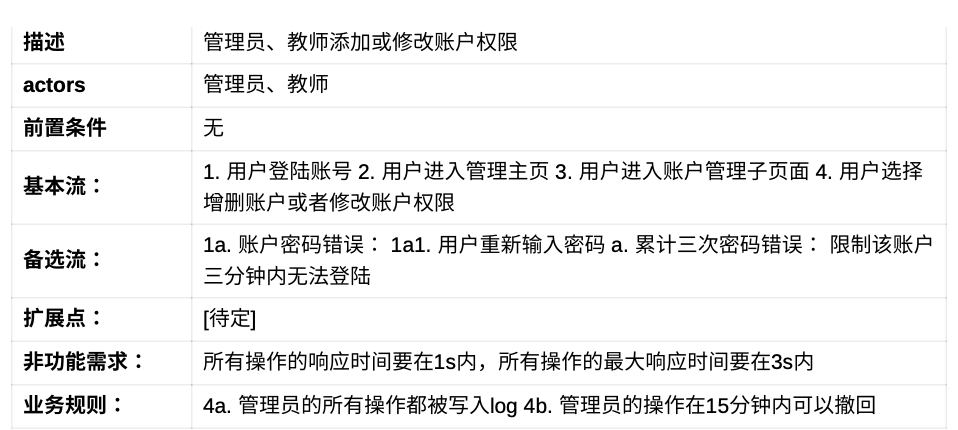 描述 管理员、教师添加或修改账户权限
actors 管理员、教师
前置条件 无
基本流： 1. 用户登陆账号 2. 用户进入管理主页 3. 用户进入账户管理子页面 4. 用户选择
增删账户或者修改账户权限
备选流： 1a. 账户密码错误： 1a1. 用户重新输入密码 a. 累计三次密码错误： 限制该账户
三分钟内无法登陆
扩展点： [待定]
非功能需求： 所有操作的响应时间要在1s内，所有操作的最大响应时间要在3s内
业务规则： 4a. 管理员的所有操作都被写入log 4b. 管理员的操作在15分钟内可以撤回